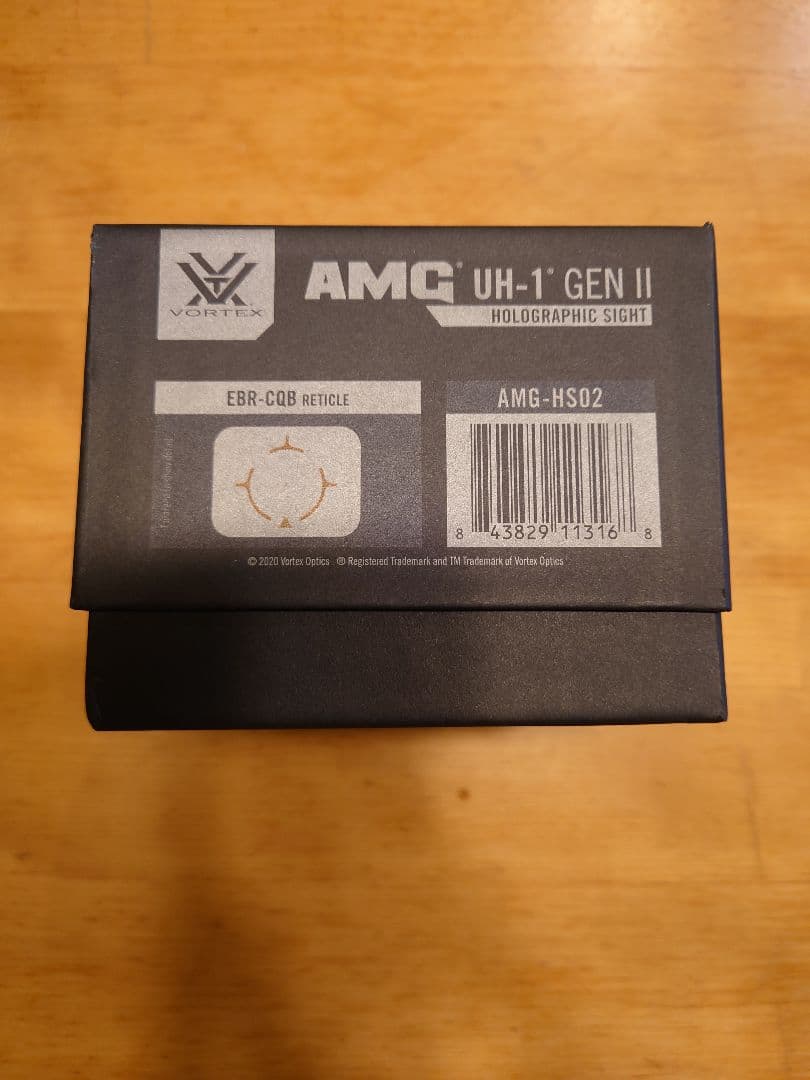 VORTEX
AMG® UH-1® GEN II
HOLOGRAPHIC SIGHT
EBR-CQB RETICLE
AMG-HS02
8 43829 11316 8
© 2020 Vortex Optics ® Registered Trademark and TM Trademark of Vortex Optics